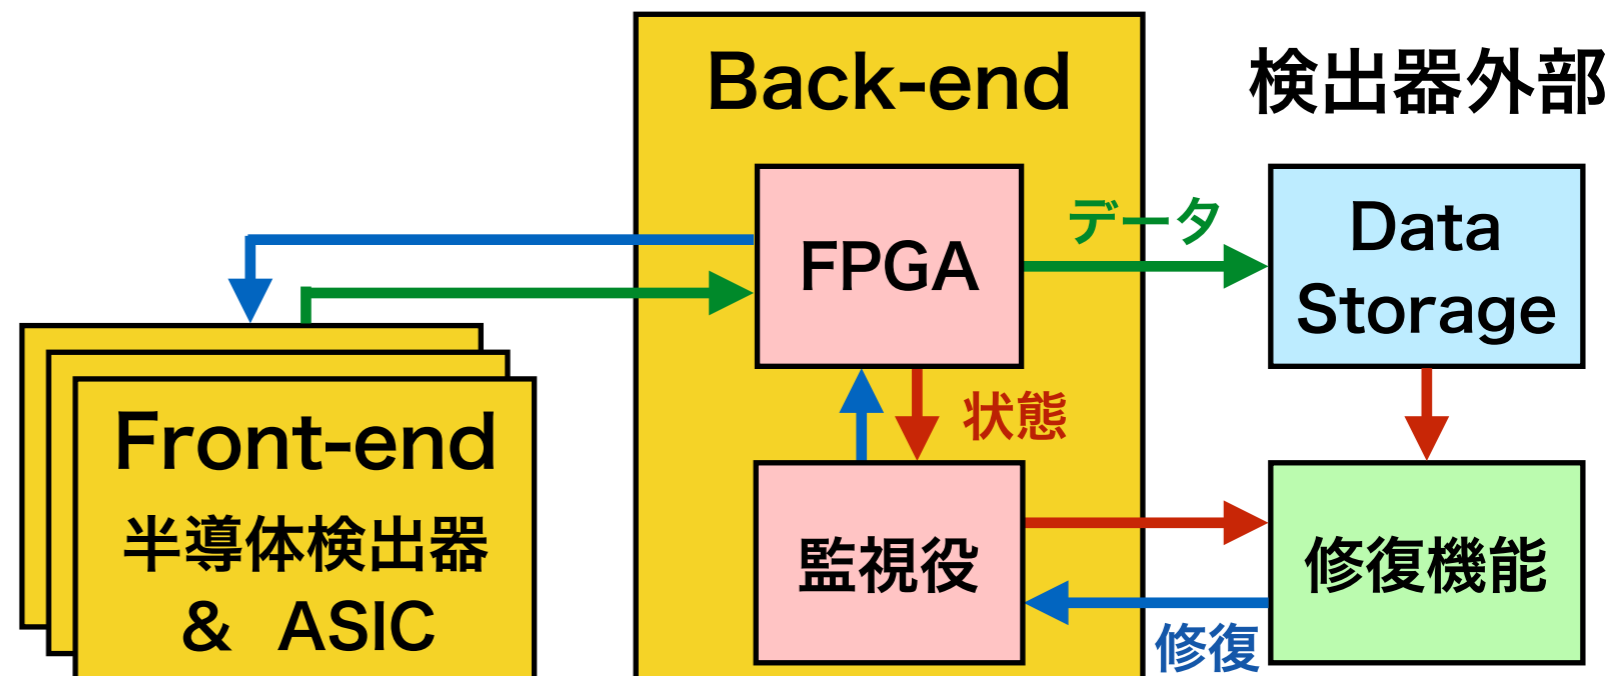 Back-end
検出器外部
FPGA
データ
Data
Storage
状態
Front-end
半導体検出器
& ASIC
監視役
修復機能
修復